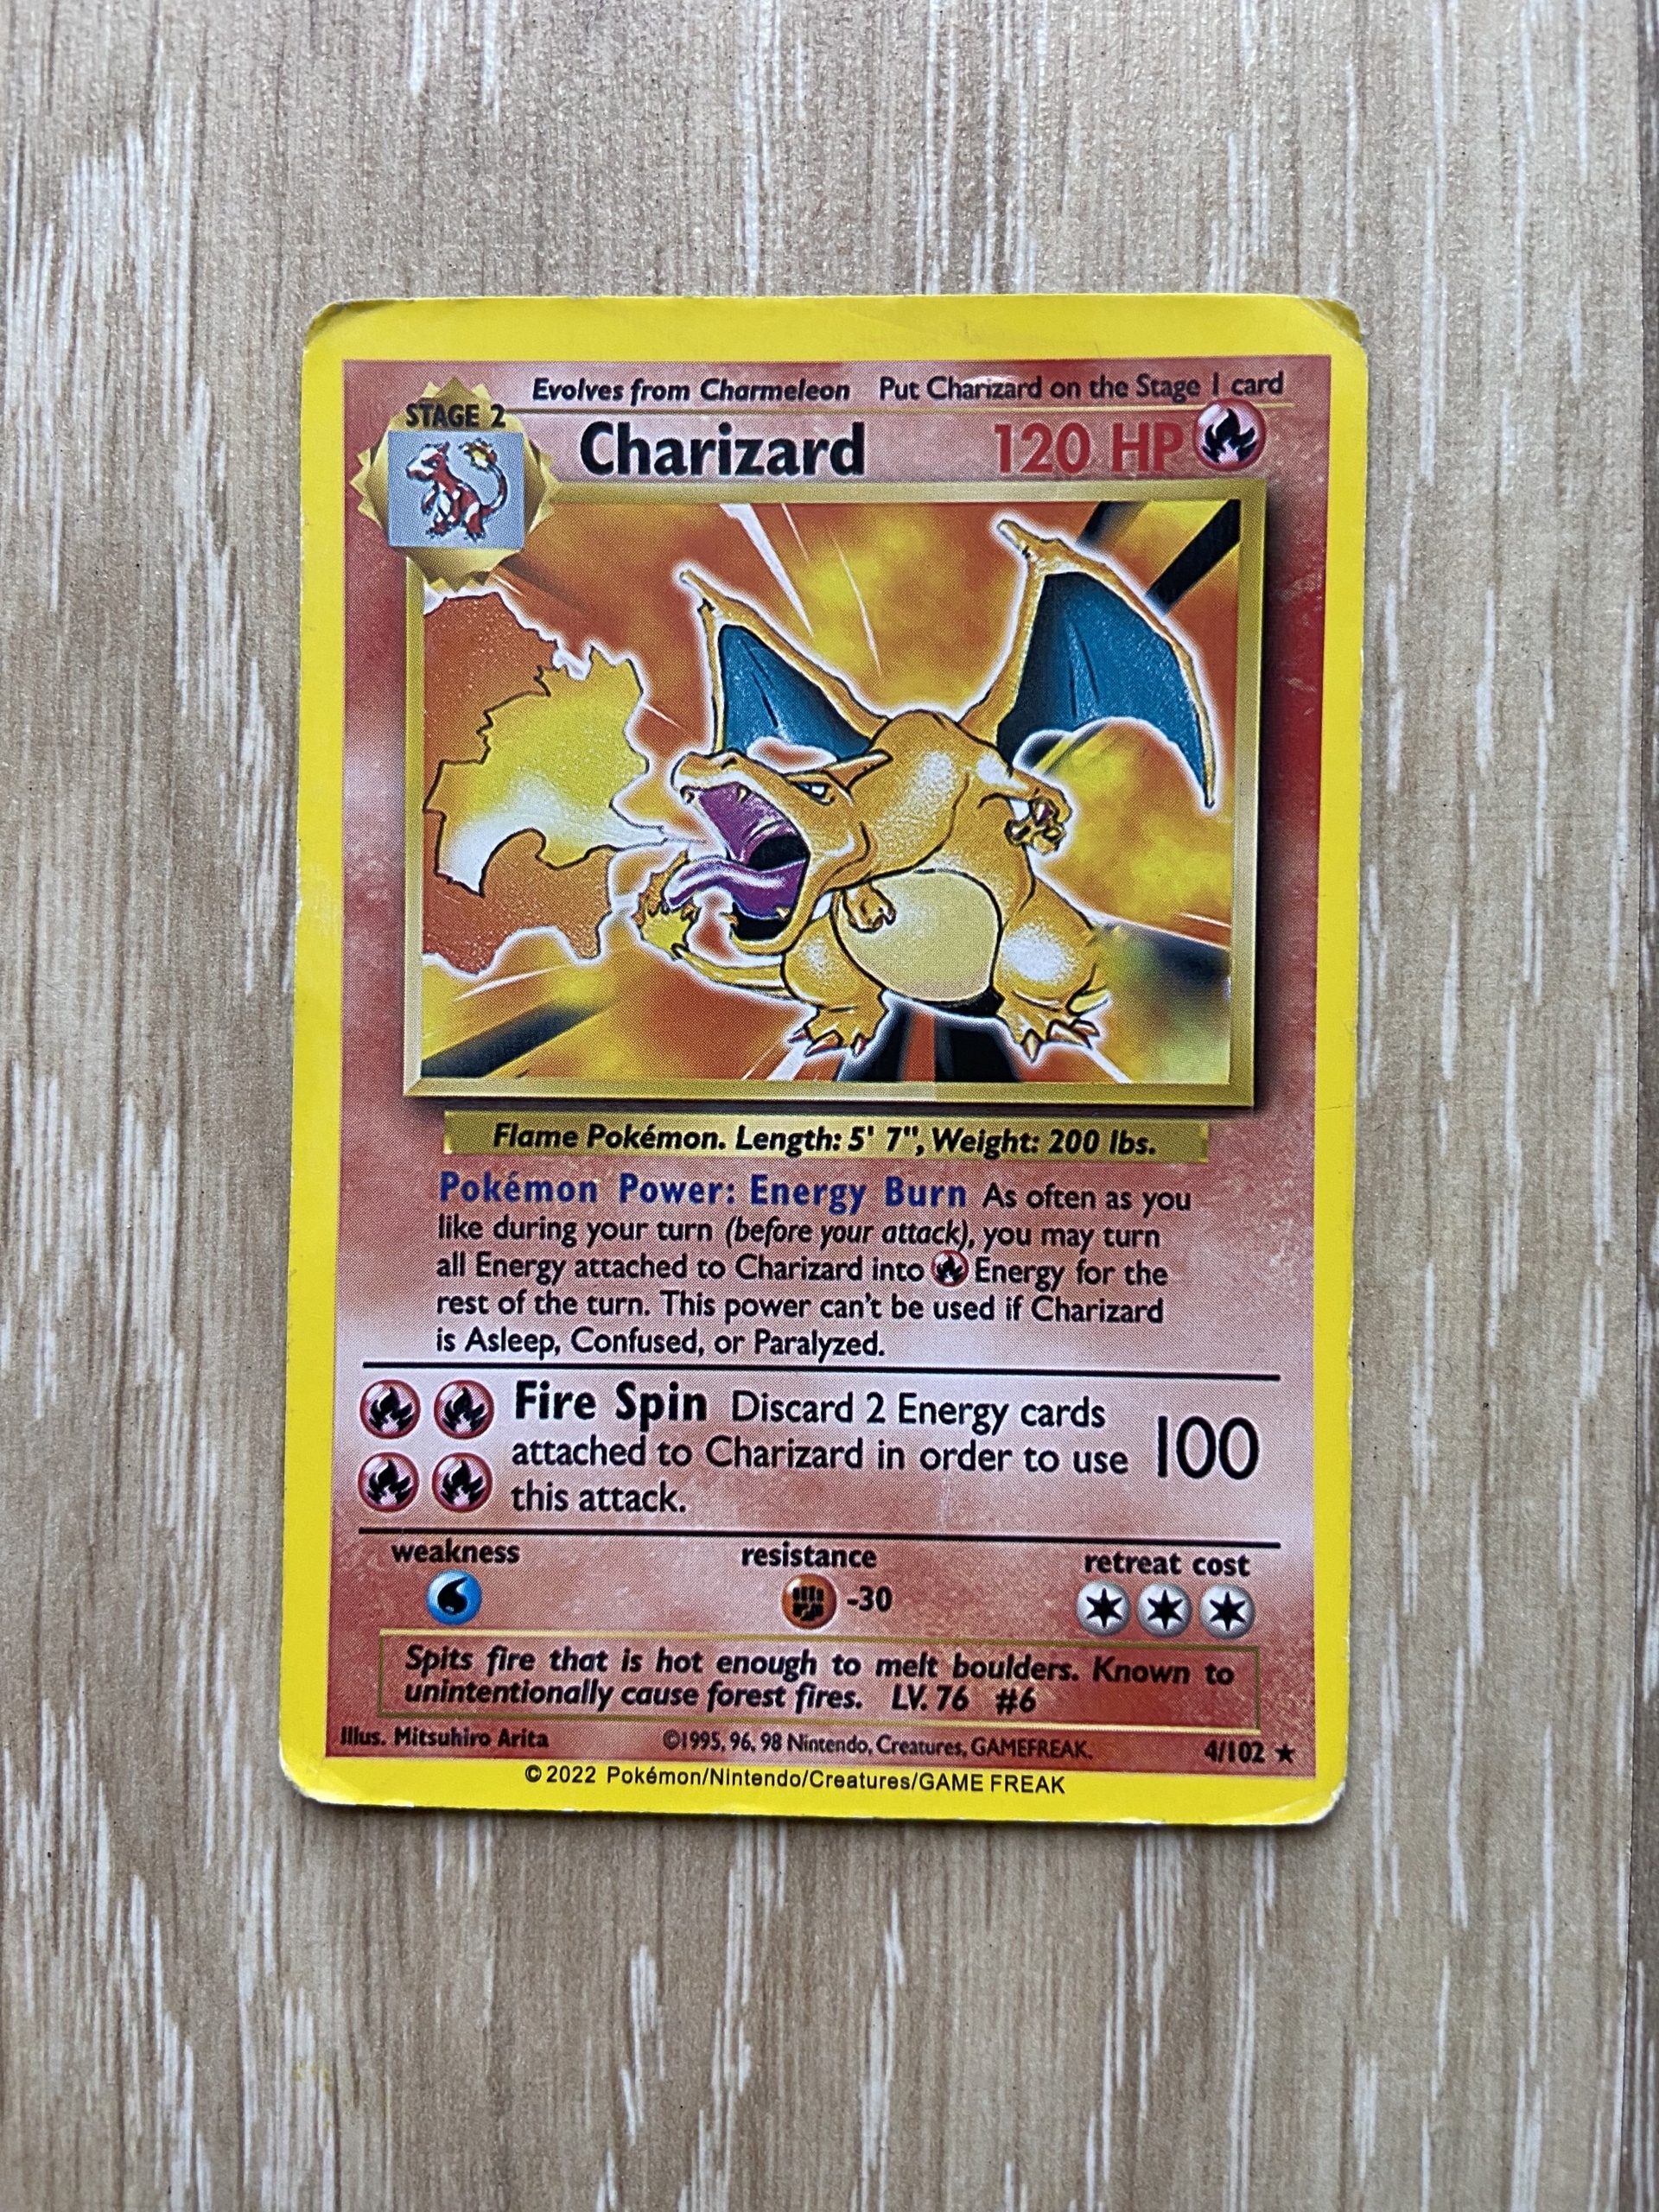 Evolves from Charmeleon Put Charizard on the Stage 1 card
STAGE 2
Charizard 120 HP
Flame Pokémon. Length: 5' 7", Weight: 200 lbs.
Pokémon Power: Energy Burn As often as you
like during your turn (before your attack), you may turn
all Energy attached to Charizard into Energy for the
rest of the turn. This power can't be used if Charizard
is Asleep, Confused, or Paralyzed.
Fire Spin Discard 2 Energy cards
attached to Charizard in order to use 100
this attack.
weakness resistance retreat cost
-30
Spits fire that is hot enough to melt boulders. Known to
unintentionally cause forest fires. LV. 76 #6
Illus. Mitsuhiro Arita ©1995, 96, 98 Nintendo, Creatures, GAMEFREAK. 4/102 ★
© 2022 Pokémon/Nintendo/Creatures/GAME FREAK